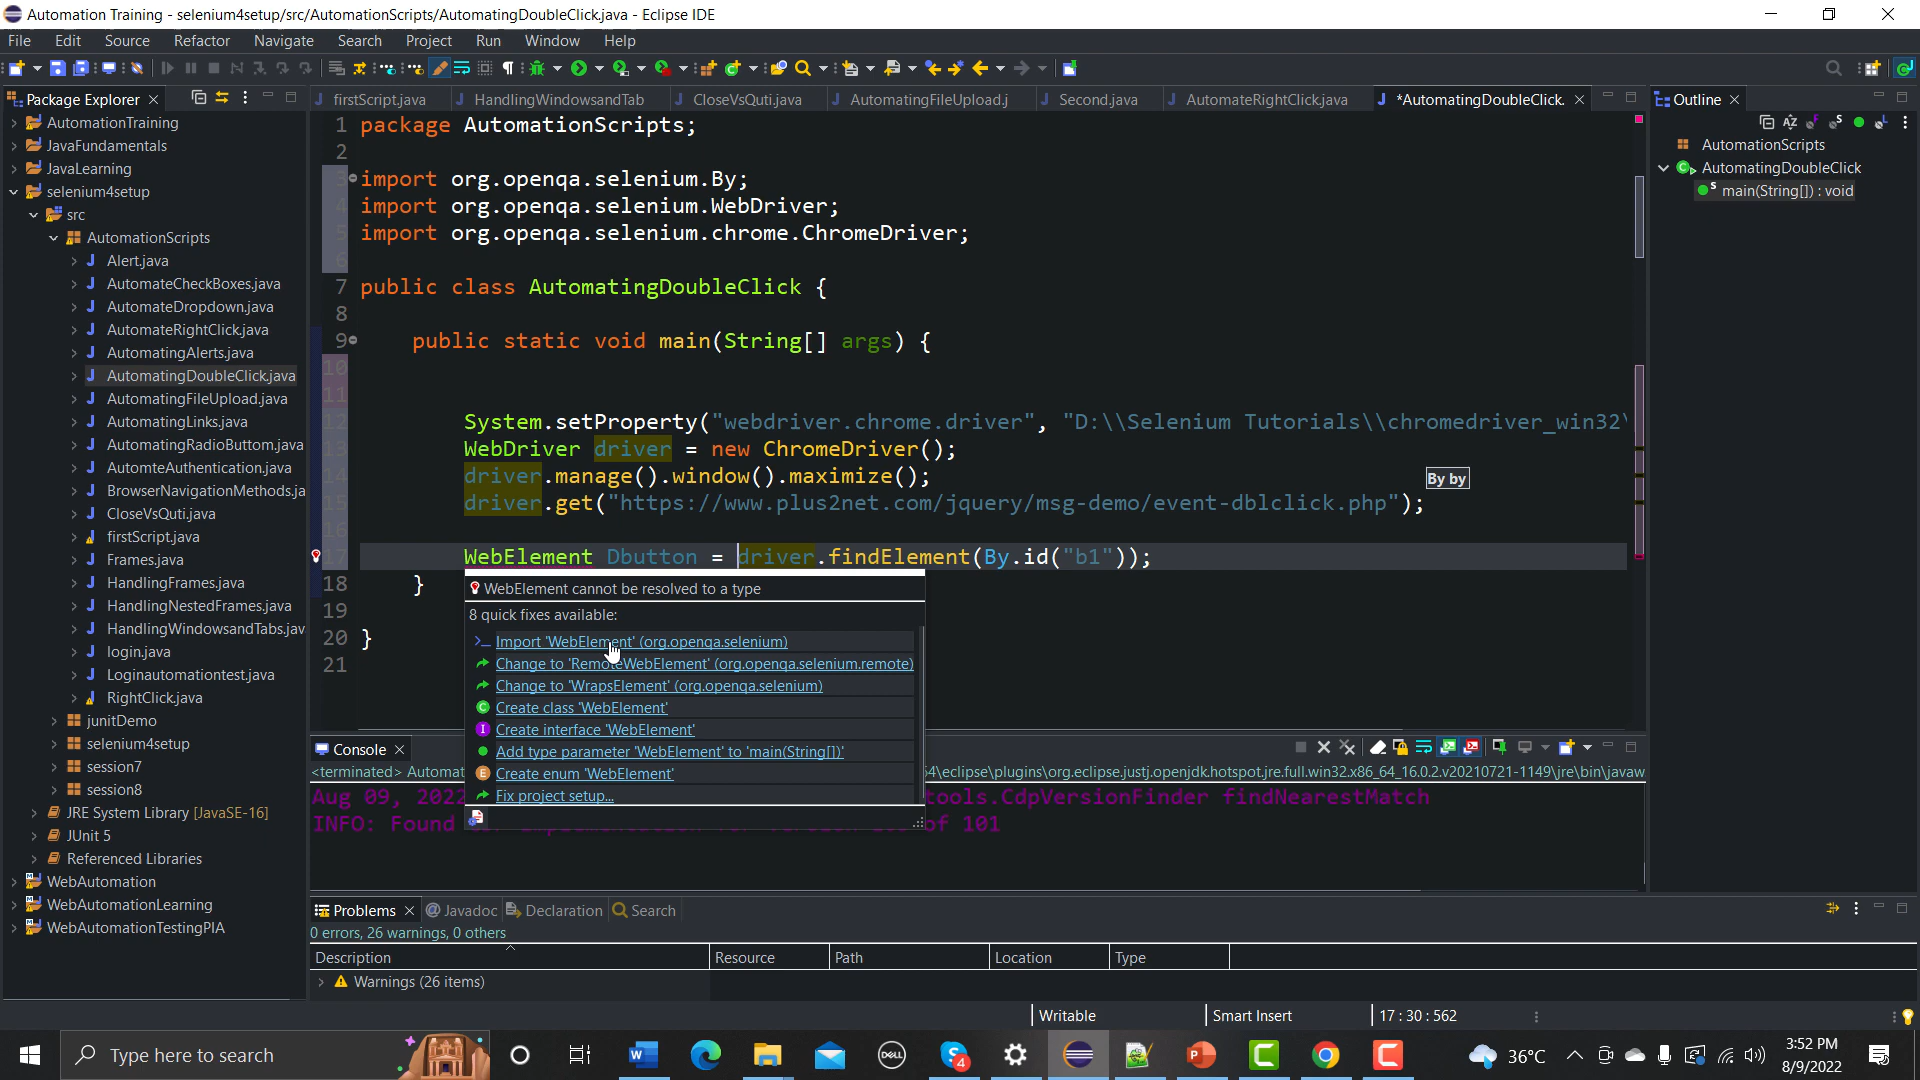 Automation Training - selenium4setup/src/AutomationScripts/AutomatingDoubleClick.java - Eclipse IDE
File Edit Source Refactor Navigate Search Project Run Window Help
Package Explorer
AutomationTraining
JavaFundamentals
JavaLearning
selenium4setup
src
AutomationScripts
Alert.java
AutomateCheckBoxes.java
AutomateDropdown.java
AutomateRightClick.java
AutomatingAlerts.java
AutomatingDoubleClick.java
AutomatingFileUpload.java
AutomatingLinks.java
AutomatingRadioButtom.java
AutomteAuthentication.java
BrowserNavigationMethods.ja
CloseVsQuti.java
firstScript.java
Frames.java
HandlingFrames.java
HandlingNestedFrames.java
HandlingWindowsandTabs.jav
login.java
Loginautomationtest.java
RightClick.java
junitDemo
selenium4setup
session7
session8
JRE System Library [JavaSE-16]
JUnit 5
Referenced Libraries
WebAutomation
WebAutomationLearning
WebAutomationTestingPIA
firstScript.java HandlingWindowsandTab CloseVsQuti.java AutomatingFileUpload.j Second.java AutomateRightClick.java *AutomatingDoubleClick.
1 package AutomationScripts;
2
3 import org.openqa.selenium.By;
4 import org.openqa.selenium.WebDriver;
5 import org.openqa.selenium.chrome.ChromeDriver;
6
7 public class AutomatingDoubleClick {
8
9 public static void main(String[] args) {
10
11
12 System.setProperty("webdriver.chrome.driver", "D:\\Selenium Tutorials\\chromedriver_win32\
13 WebDriver driver = new ChromeDriver();
14 driver.manage().window().maximize();
15 driver.get("https://www.plus2net.com/jquery/msg-demo/event-dblclick.php");
By by
16
17 WebElement Dbutton = driver.findElement(By.id("b1"));
18 }
19
20 }
21
WebElement cannot be resolved to a type
8 quick fixes available:
Import 'WebElement' (org.openqa.selenium)
Change to 'RemoteWebElement' (org.openqa.selenium.remote)
Change to 'WrapsElement' (org.openqa.selenium)
Create class 'WebElement'
Create interface 'WebElement'
Add type parameter 'WebElement' to 'main(String[])'
Create enum 'WebElement'
Fix project setup...
Outline
AutomationScripts
AutomatingDoubleClick
main(String[]) : void
Console
<terminated> Automat 64\eclipse\plugins\org.eclipse.justj.openjdk.hotspot.jre.full.win32.x86_64_16.0.2.v20210721-1149\jre\bin\javaw
Aug 09, 2022 tools.CdpVersionFinder findNearestMatch
INFO: Found of 101
Problems @ Javadoc Declaration Search
0 errors, 26 warnings, 0 others
Description Resource Path Location Type
Warnings (26 items)
Writable Smart Insert 17 : 30 : 562
Type here to search
DELL
4
36°C
3:52 PM
8/9/2022